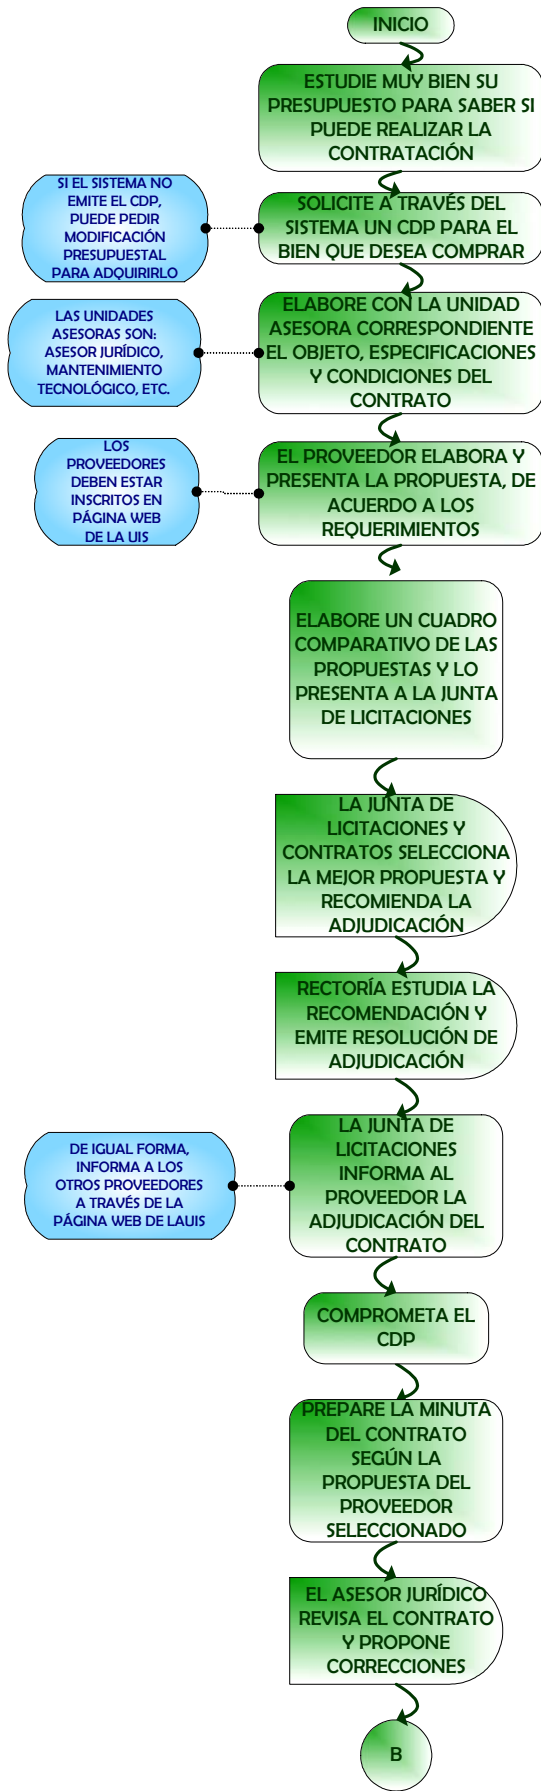 INICIO
ESTUDIE MUY BIEN SU
PRESUPUESTO PARA SABER SI
PUEDE REALIZAR LA
CONTRATACIÓN
SI EL SISTEMA NO
EMITE EL CDP,
PUEDE PEDIR
MODIFICACIÓN
PRESUPUESTAL
PARA ADQUIRIRLO
SOLICITE A TRAVÉS DEL
SISTEMA UN CDP PARA EL
BIEN QUE DESEA COMPRAR
LAS UNIDADES
ASESORAS SON:
ASESOR JURÍDICO,
MANTENIMIENTO
TECNOLÓGICO, ETC.
ELABORE CON LA UNIDAD
ASESORA CORRESPONDIENTE
EL OBJETO, ESPECIFICACIONES
Y CONDICIONES DEL
CONTRATO
LOS
PROVEEDORES
DEBEN ESTAR
INSCRITOS EN
PÁGINA WEB
DE LA UIS
EL PROVEEDOR ELABORA Y
PRESENTA LA PROPUESTA, DE
ACUERDO A LOS
REQUERIMIENTOS
ELABORE UN CUADRO
COMPARATIVO DE LAS
PROPUESTAS Y LO
PRESENTA A LA JUNTA
DE LICITACIONES
LA JUNTA DE
LICITACIONES Y
CONTRATOS SELECCIONA
LA MEJOR PROPUESTA Y
RECOMIENDA LA
ADJUDICACIÓN
RECTORÍA ESTUDIA LA
RECOMENDACIÓN Y
EMITE RESOLUCIÓN DE
ADJUDICACIÓN
DE IGUAL FORMA,
INFORMA A LOS
OTROS PROVEEDORES
A TRAVÉS DE LA
PÁGINA WEB DE LAUIS
LA JUNTA DE
LICITACIONES
INFORMA AL
PROVEEDOR LA
ADJUDICACIÓN DEL
CONTRATO
COMPROMETA EL
CDP
PREPARE LA MINUTA
DEL CONTRATO
SEGÚN LA
PROPUESTA DEL
PROVEEDOR
SELECCIONADO
EL ASESOR JURÍDICO
REVISA EL CONTRATO
Y PROPONE
CORRECCIONES
B